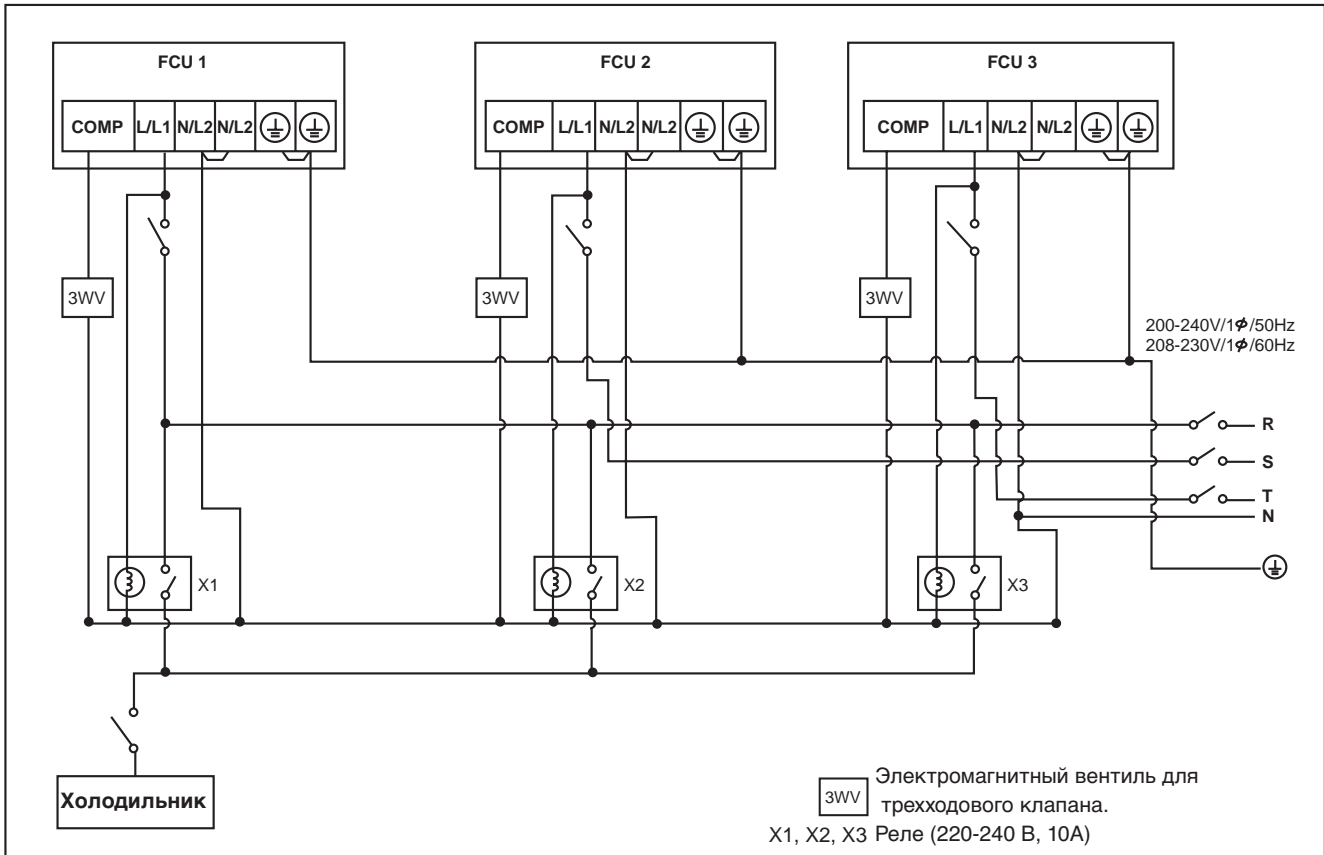 FCU 1
FCU 2
FCU 3
COMP L/L1 N/L2 N/L2
COMP L/L1 N/L2 N/L2
COMP L/L1 N/L2 N/L2
3WV
3WV
3WV
200-240V/1ϕ/50Hz
208-230V/1ϕ/60Hz
R
S
T
N
X1
X2
X3
Холодильник
3WV
Электромагнитный вентиль для
трехходового клапана.
X1, X2, X3 Реле (220-240 В, 10А)